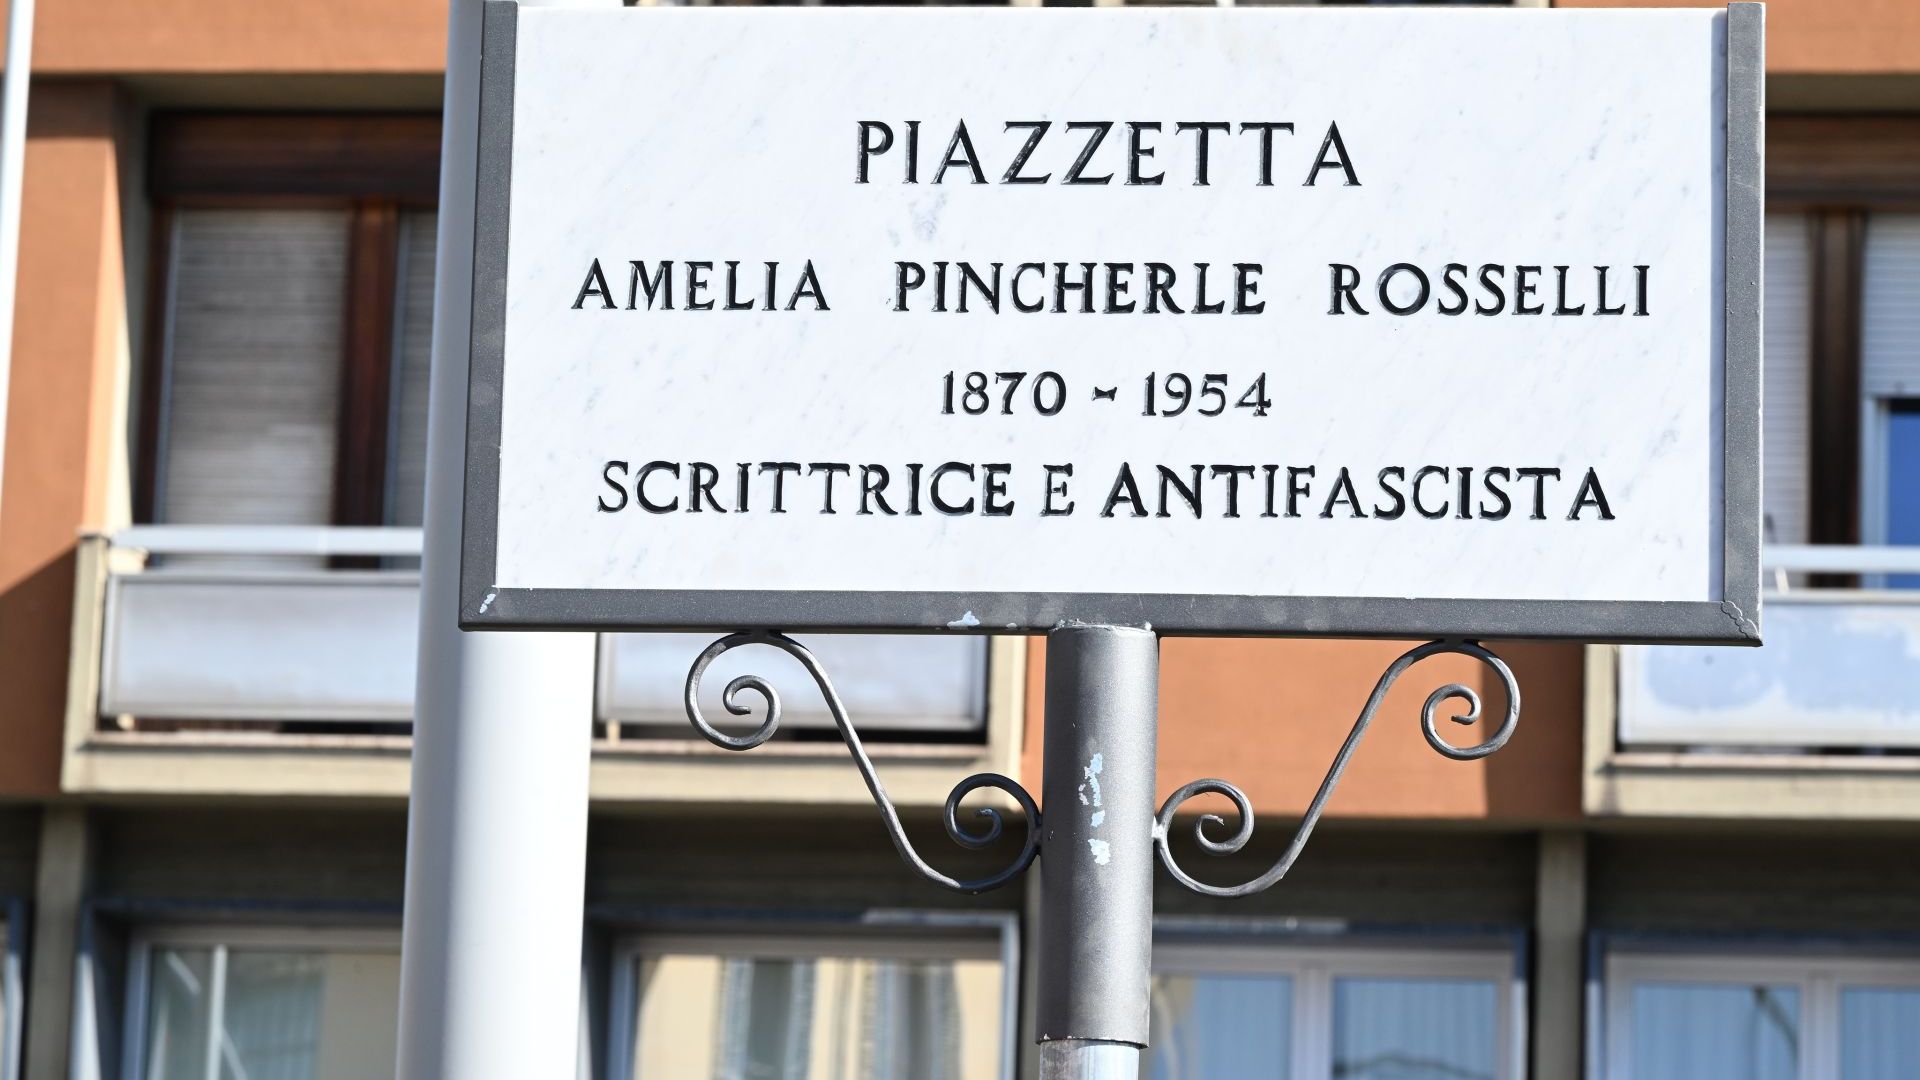 PIAZZETTA
AMELIA PINCHERLE ROSSELLI
1870 - 1954
SCRITTRICE E ANTIFASCISTA